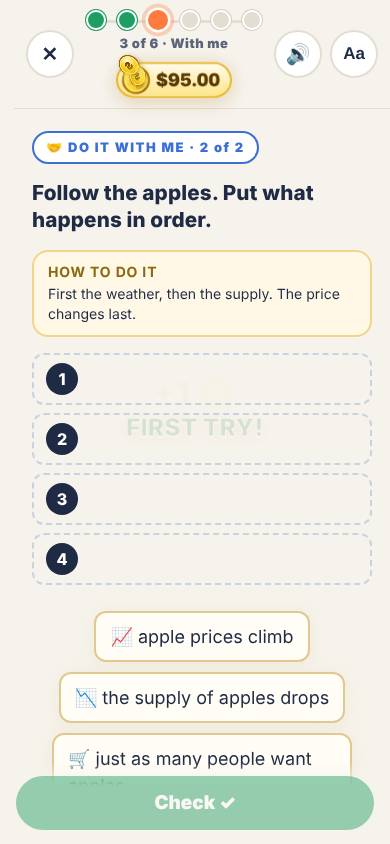 3 of 6 · With me
$95.00
Aa
🤝 DO IT WITH ME · 2 of 2
Follow the apples. Put what
happens in order.
HOW TO DO IT
First the weather, then the supply. The price
changes last.
1
2
FIRST TRY!
3
4
📈 apple prices climb
📉 the supply of apples drops
🛒 just as many people want
apples
Check ✓